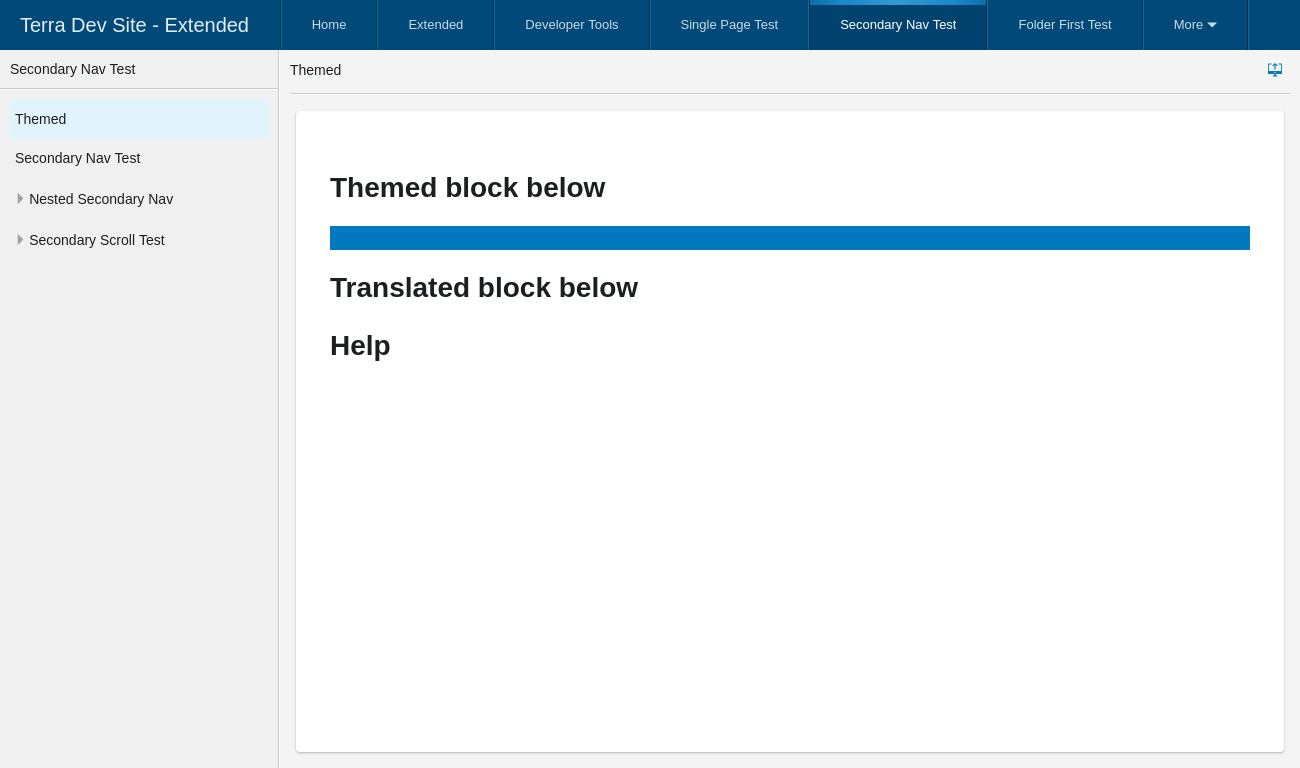 Terra Dev Site - Extended
Home
Extended
Developer Tools
Single Page Test
Secondary Nav Test
Folder First Test
More
Secondary Nav Test
Themed
Secondary Nav Test
Nested Secondary Nav
Secondary Scroll Test
Themed
Themed block below
Translated block below
Help